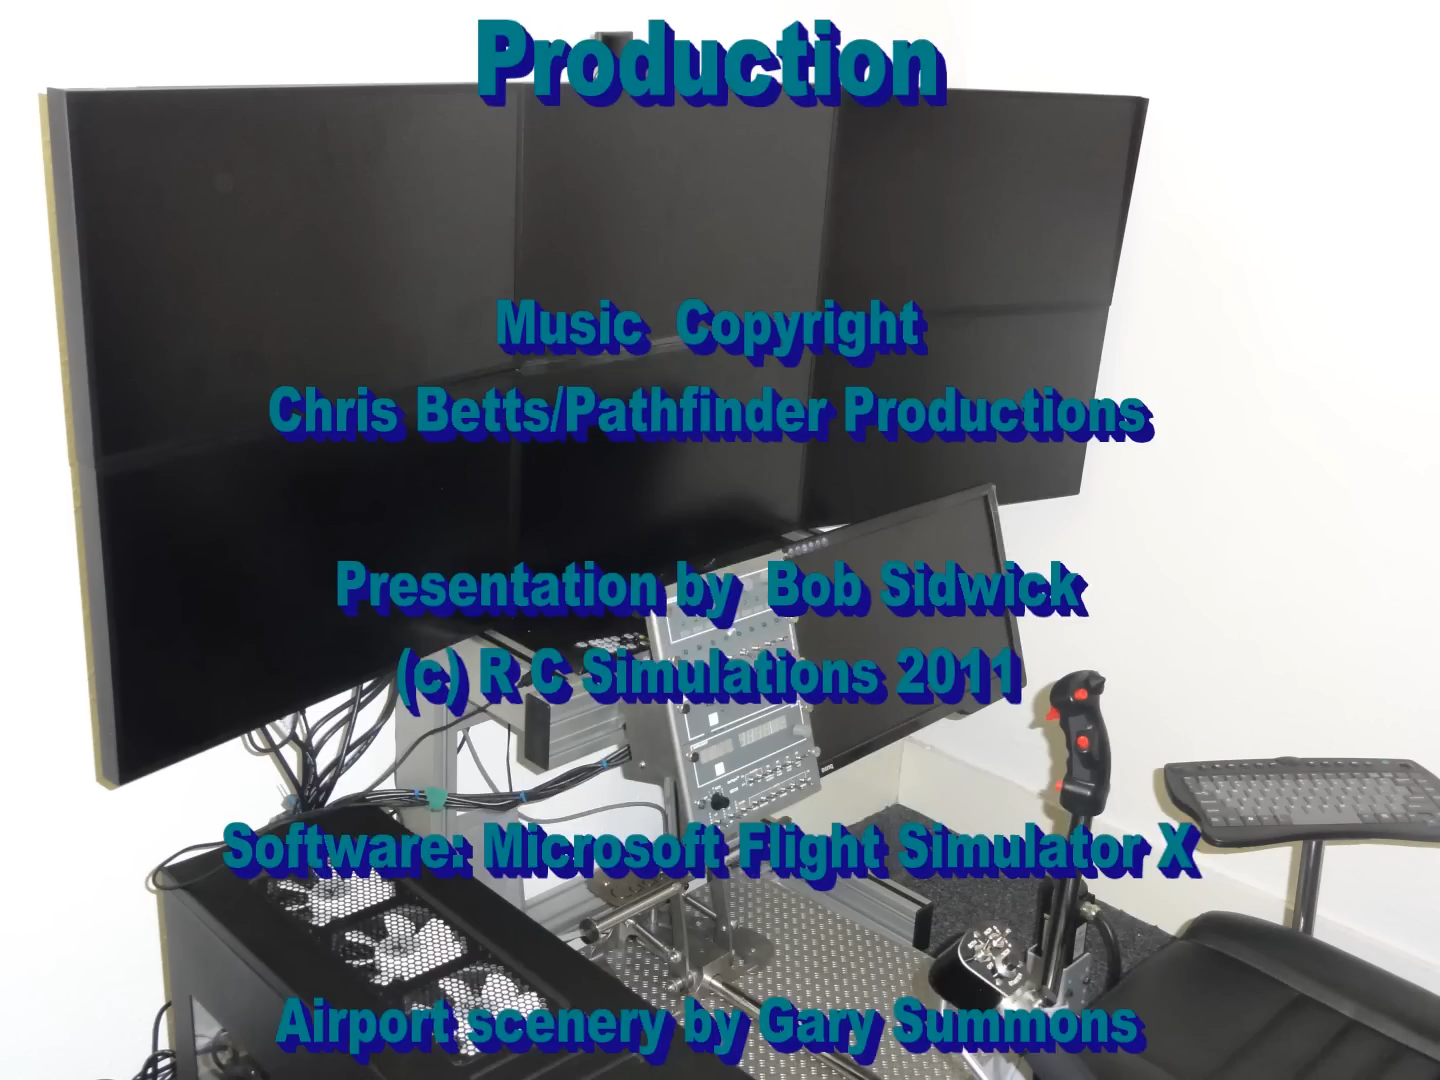 Production
Music Copyright
Chris Betts/Pathfinder Productions
Presentation by Bob Sidwick
(c) R C Simulations 2011
Software: Microsoft Flight Simulator X
Airport scenery by Gary Summons